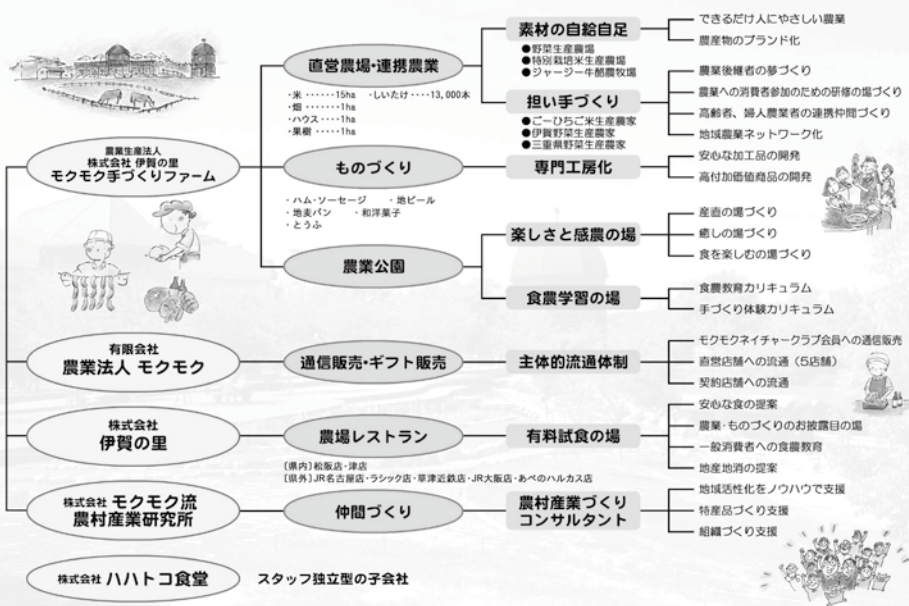 農業生産法人
株式会社 伊賀の里
モクモク手づくりファーム
直営農場・連携農業
・米 ‥‥‥15ha ・しいたけ ‥‥13,000本
・畑 ‥‥‥‥1ha
・ハウス ‥‥1ha
・果樹 ‥‥‥1ha
素材の自給自足
●野菜生産農場
●特別栽培米生産農場
●ジャージー牛酪農牧場
できるだけ人にやさしい農業
農産物のブランド化
担い手づくり
●ごーひちご米生産農家
●伊賀野菜生産農家
●三重県野菜生産農家
農業後継者の夢づくり
農業への消費者参加のための研修の場づくり
高齢者、婦人農業者の連携仲間づくり
地域農業ネットワーク化
ものづくり
・ハム・ソーセージ ・地ビール
・地麦パン ・和洋菓子
・とうふ
専門工房化
安心な加工品の開発
高付加価値商品の開発
農業公園
楽しさと感農の場
産直の場づくり
癒しの場づくり
食を楽しむの場づくり
食農学習の場
食農教育カリキュラム
手づくり体験カリキュラム
有限会社
農業法人 モクモク
通信販売・ギフト販売
主体的流通体制
モクモクネイチャークラブ会員への通信販売
直営店舗への流通（5店舗）
契約店舗への流通
株式会社
伊賀の里
農場レストラン
［県内］松阪店・津店
［県外］JR名古屋店・ラシック店・草津近鉄店・JR大阪店・あべのハルカス店
有料試食の場
安心な食の提案
農業・ものづくりのお披露目の場
一般消費者への食農教育
地産地消の提案
株式会社 モクモク流
農村産業研究所
仲間づくり
農村産業づくり
コンサルタント
地域活性化をノウハウで支援
特産品づくり支援
組織づくり支援
株式会社 ハハトコ食堂
スタッフ独立型の子会社